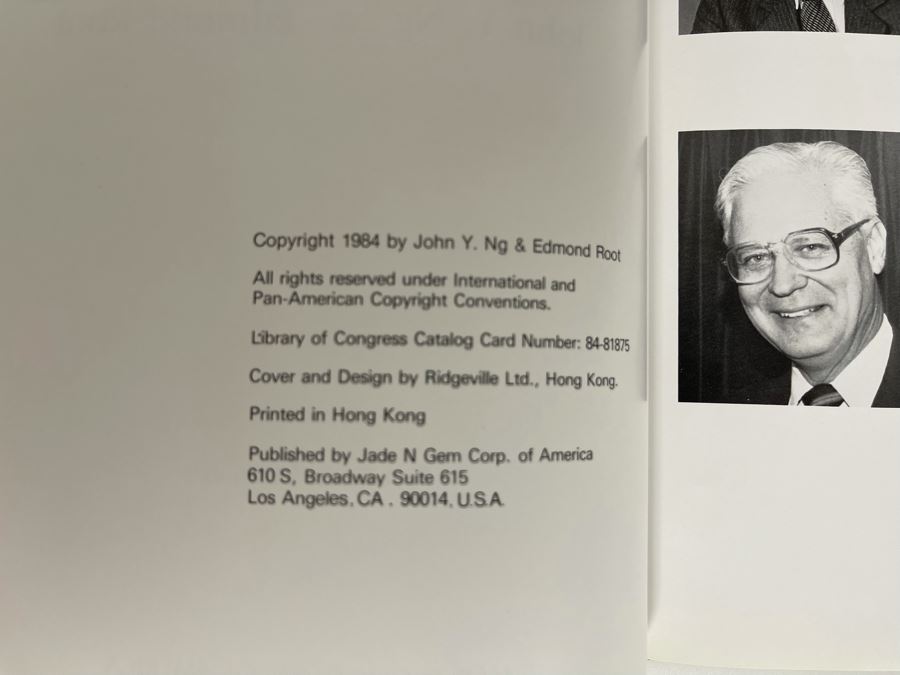 Copyright 1984 by John Y. Ng & Edmond Root
All rights reserved under International and
Pan-American Copyright Conventions.
Library of Congress Catalog Card Number: 84-81875
Cover and Design by Ridgeville Ltd., Hong Kong.
Printed in Hong Kong
Published by Jade N Gem Corp. of America
610 S, Broadway Suite 615
Los Angeles, CA . 90014, U.S.A.